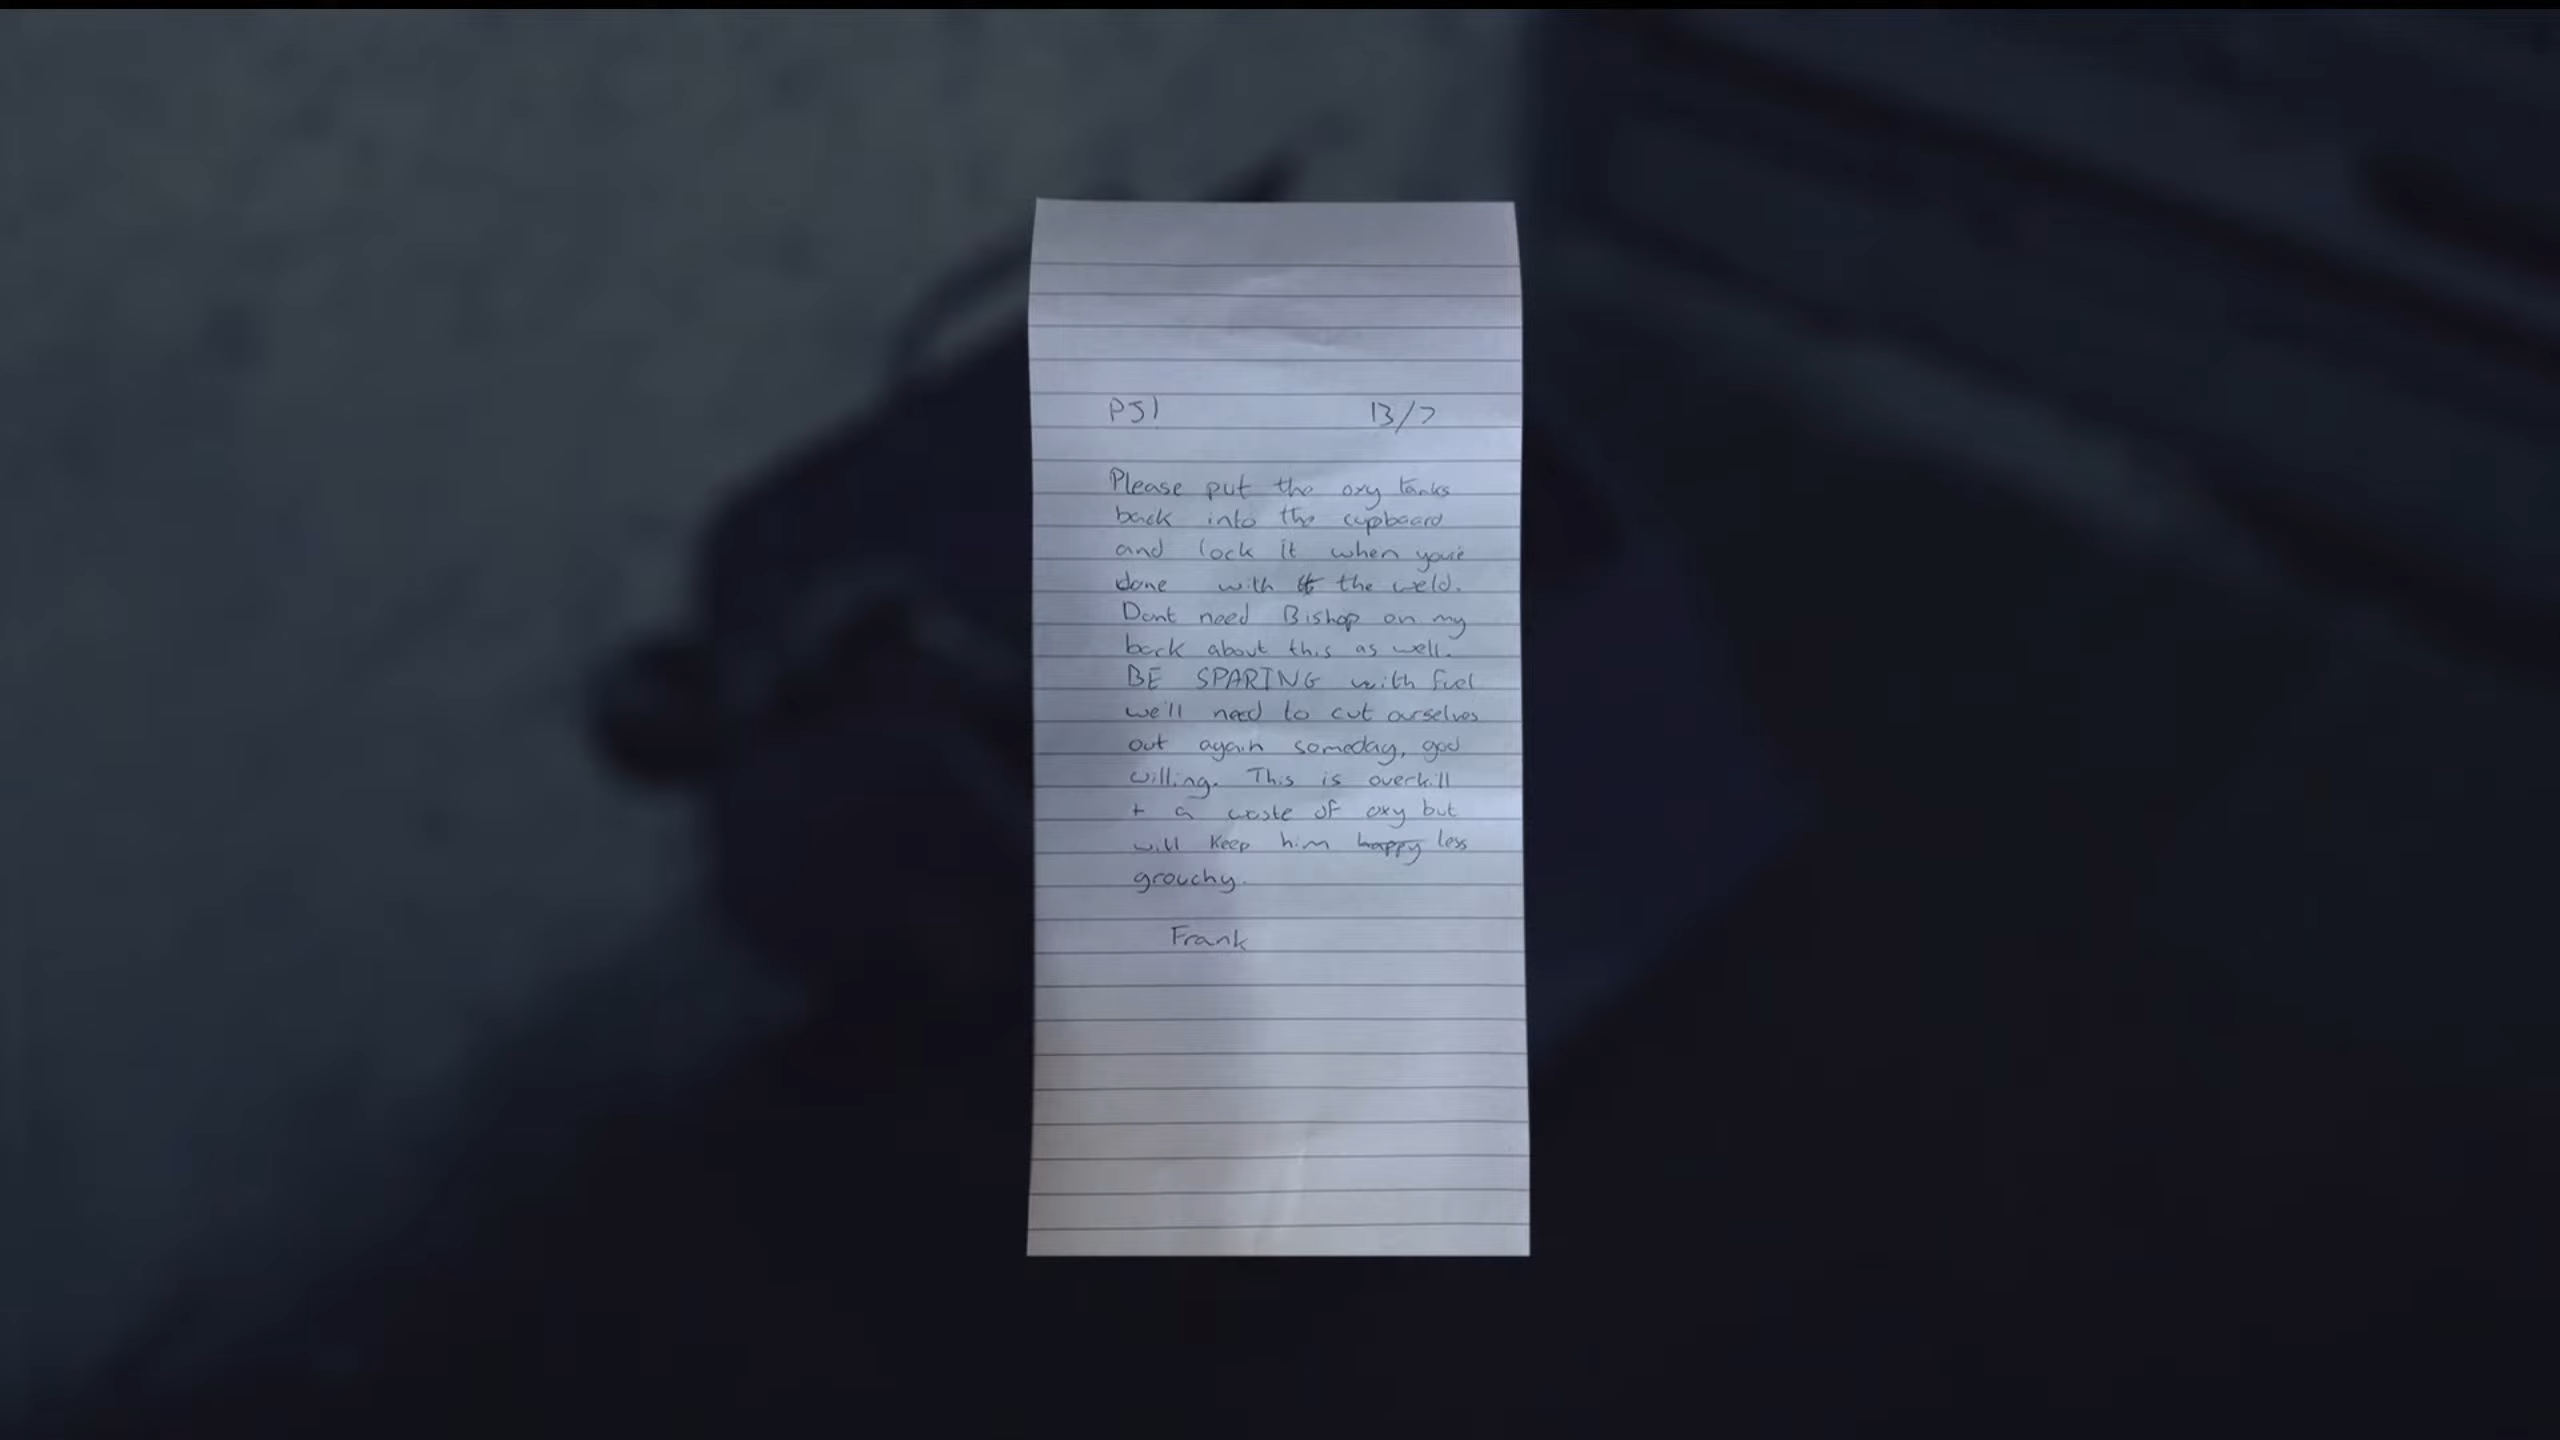 PSI 13/7
Please put the oxy tanks
back into the cupboard
and lock it when you're
done with the weld.
Dont need Bishop on my
back about this as well.
BE SPARING with fuel
we'll need to cut ourselves
out again someday, god
willing. This is overkill
+ a waste of oxy but
will keep him happy less
grouchy.
Frank